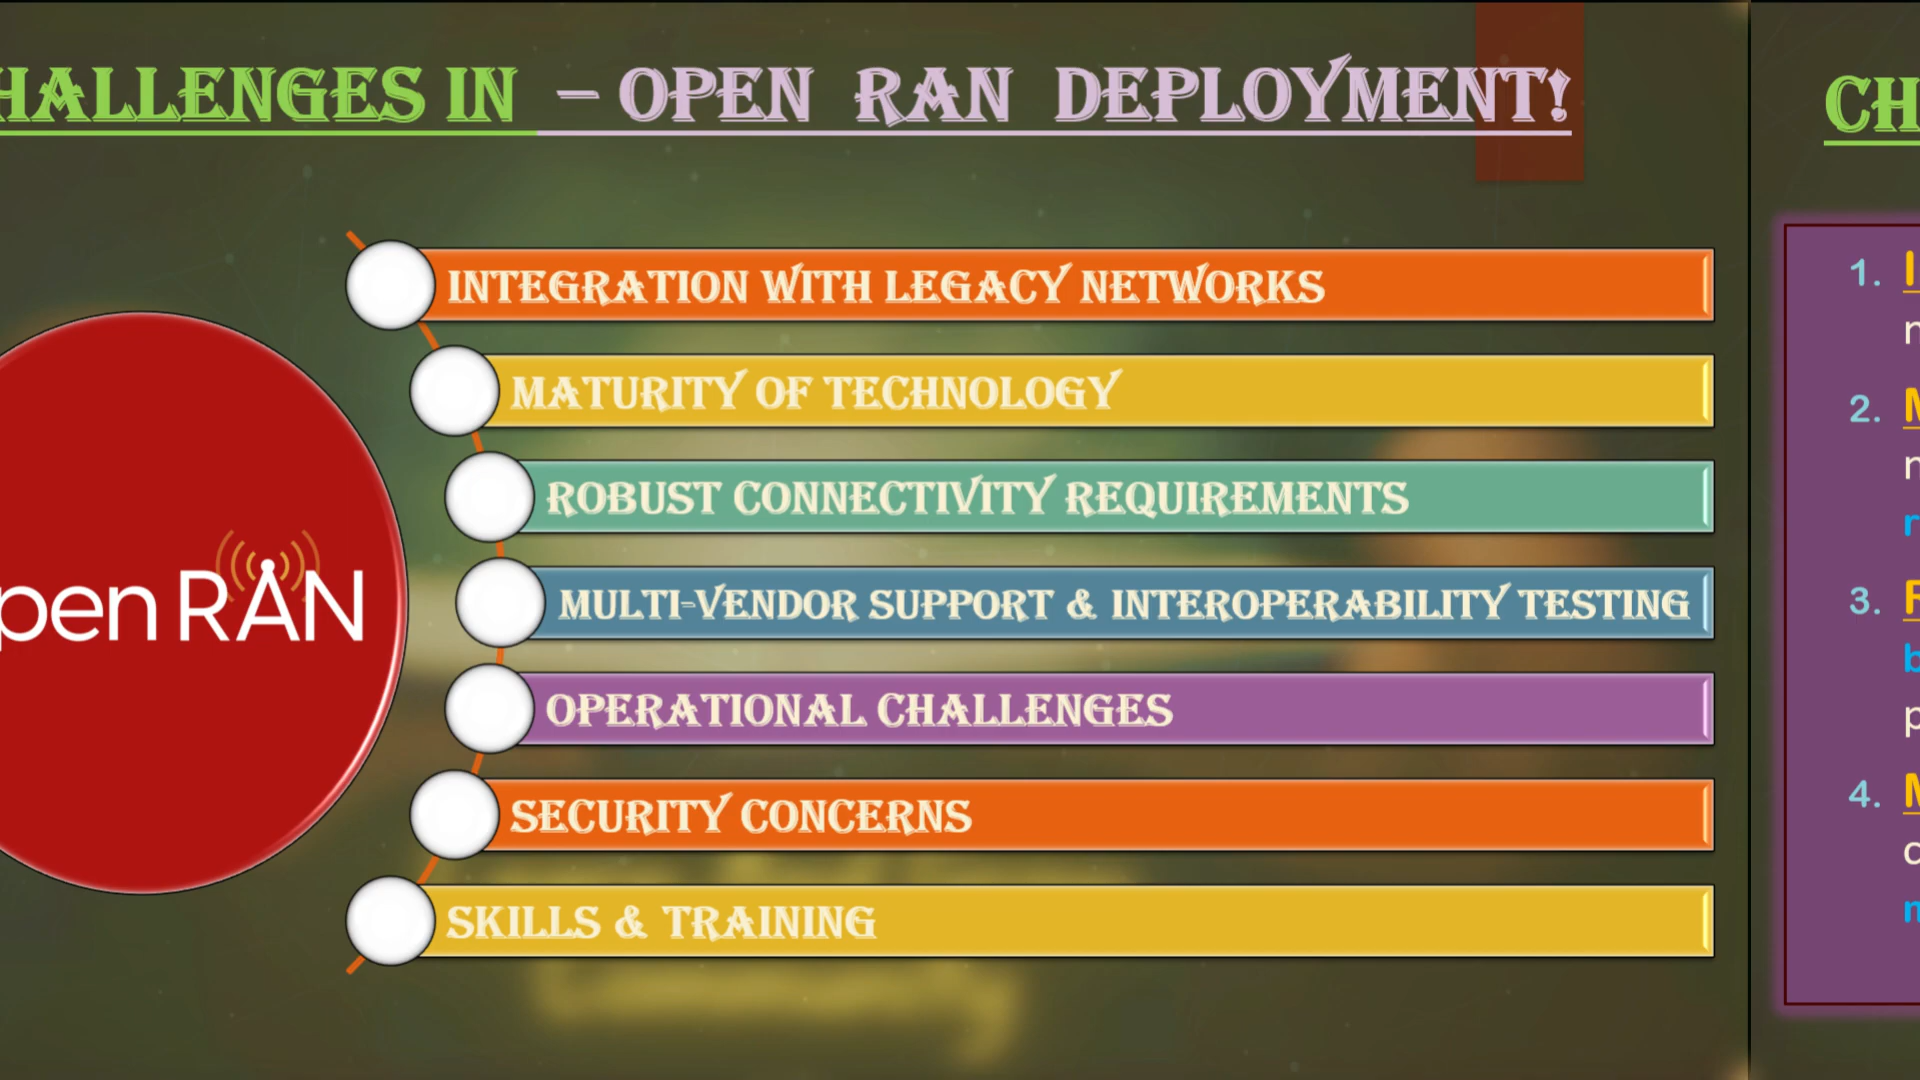 HALLENGES IN – OPEN RAN DEPLOYMENT!
INTEGRATION WITH LEGACY NETWORKS
MATURITY OF TECHNOLOGY
ROBUST CONNECTIVITY REQUIREMENTS
MULTI-VENDOR SUPPORT & INTEROPERABILITY TESTING
OPERATIONAL CHALLENGES
SECURITY CONCERNS
SKILLS & TRAINING
pen RAN
CH
1.
2.
3.
4.